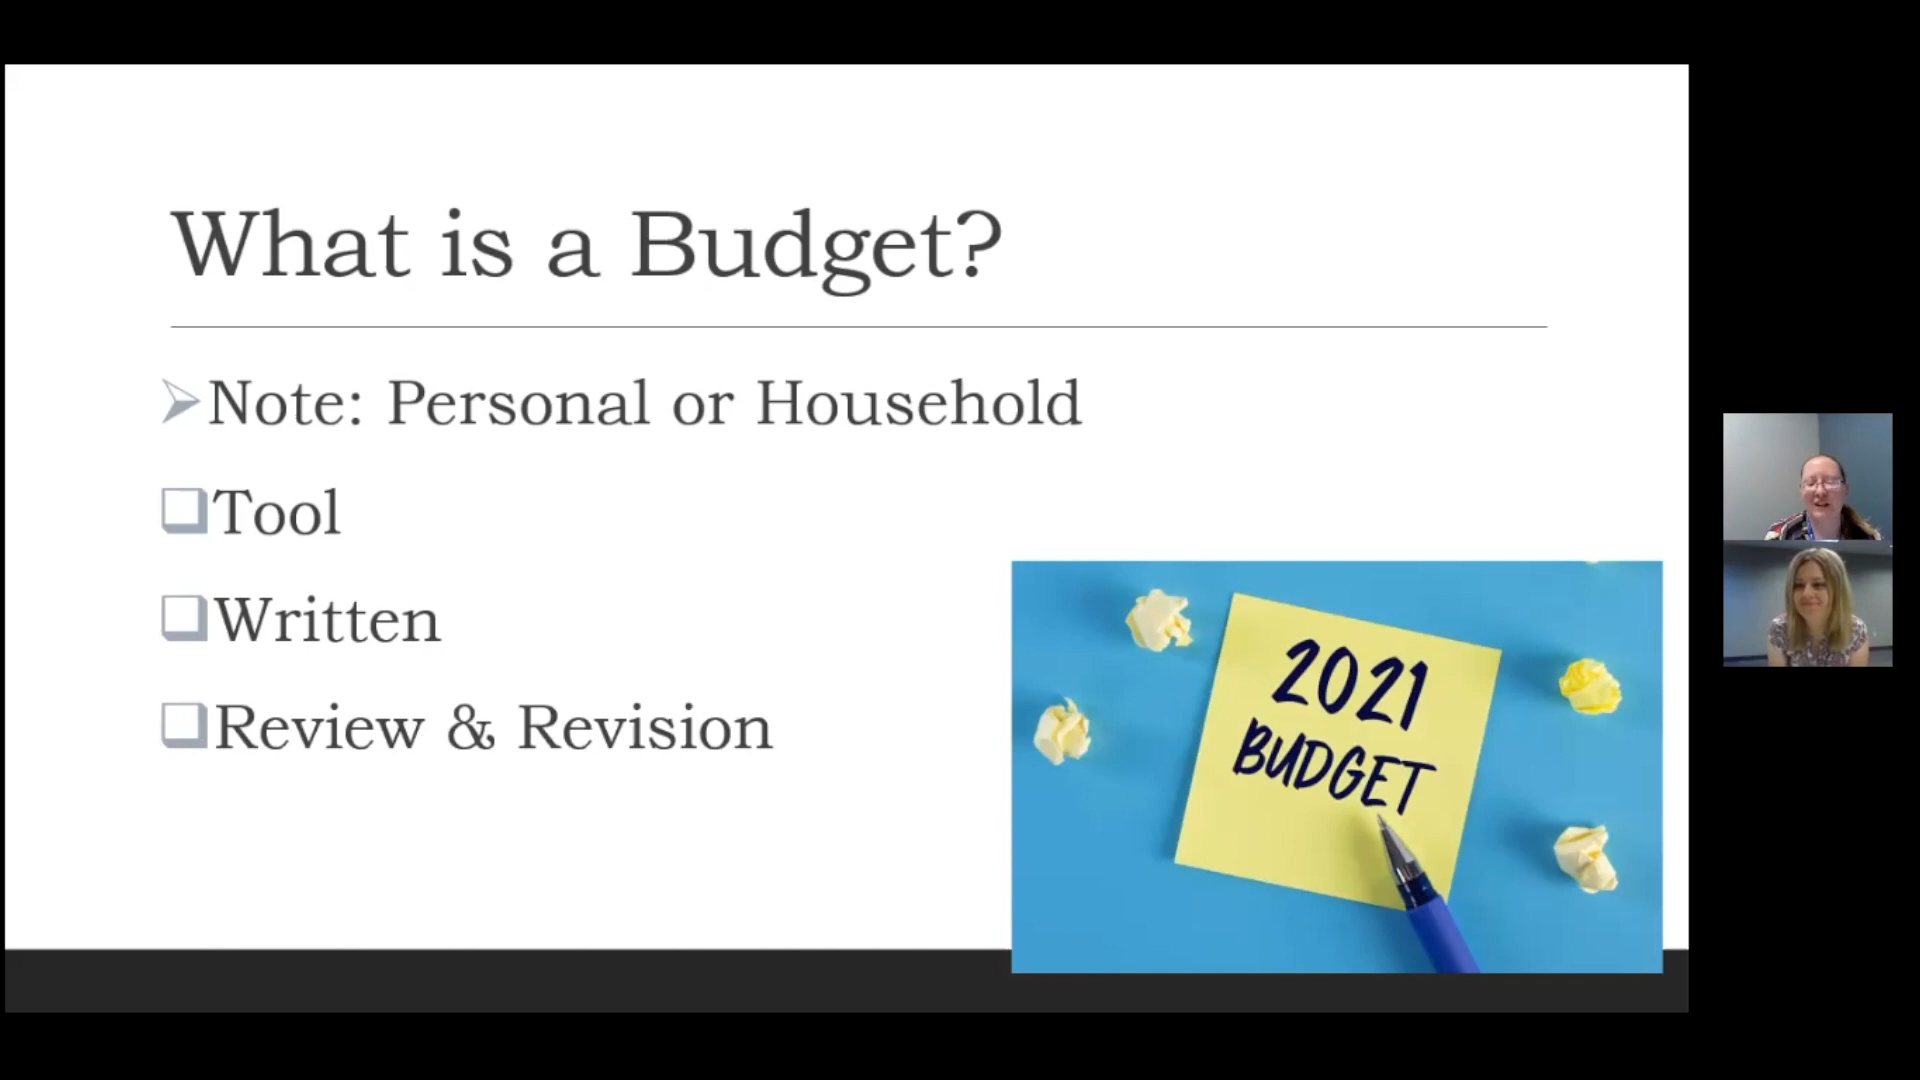 What is a Budget?
Note: Personal or Household
Tool
Written
Review & Revision
2021
BUDGET